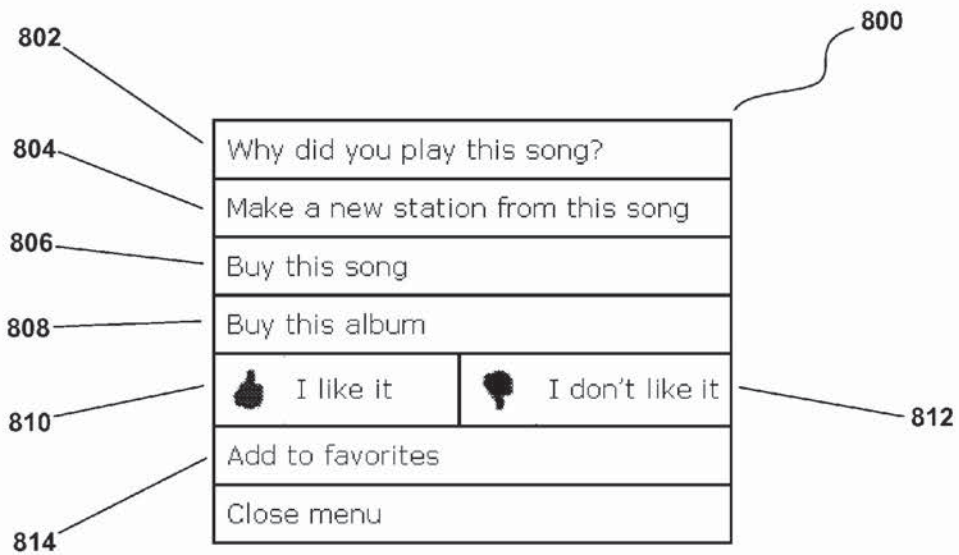 802
800
804
Why did you play this song?
Make a new station from this song
806
Buy this song
808
Buy this album
810
I like it
I don't like it
812
Add to favorites
814
Close menu